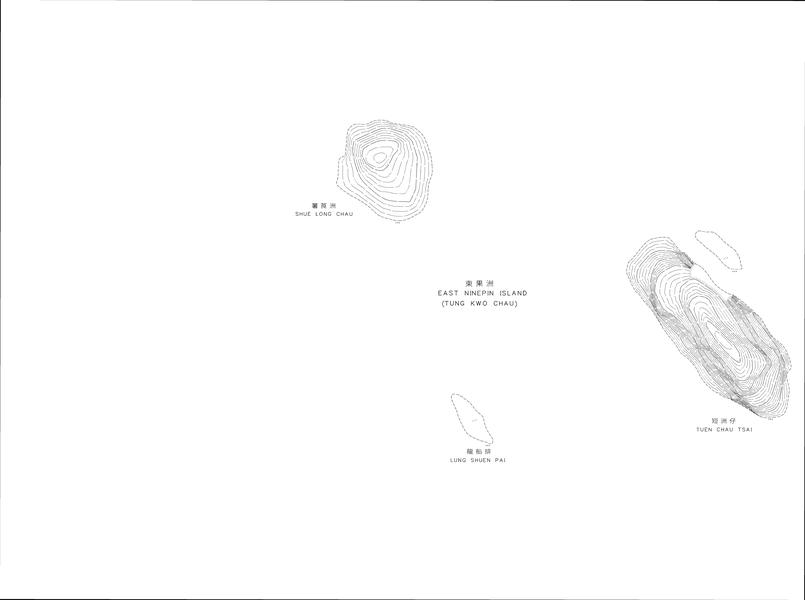 薯莨洲
SHUE LONG CHAU
東果洲
EAST NINEPIN ISLAND
(TUNG KWO CHAU)
短洲仔
TUEN CHAU TSAI
龍船排
LUNG SHUEN PAI